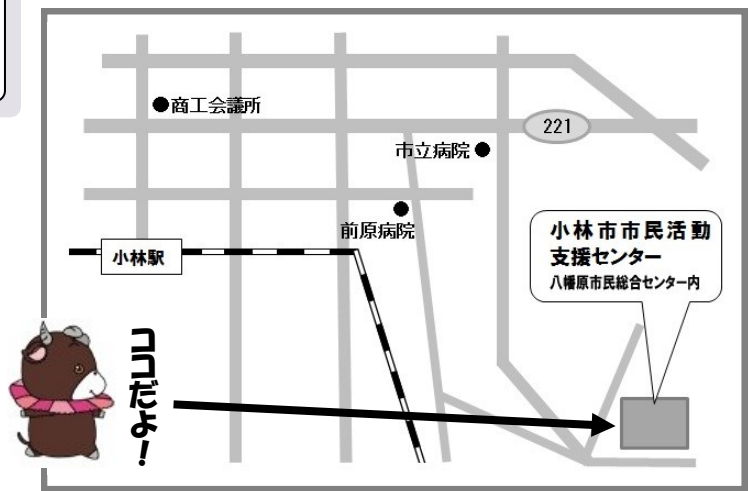 ●商工会議所
221
市立病院●
前原病院
小林市市民活動
支援センター
八幡原市民総合センター内
小林駅
ココだよ！